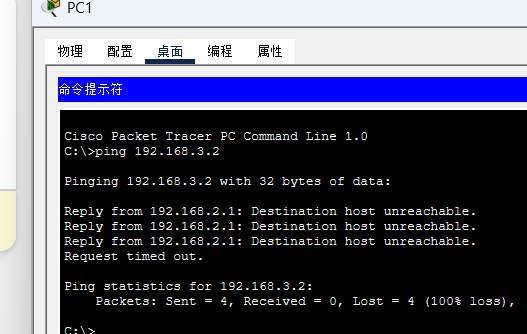 PC1
物理 配置 桌面 编程 属性
命令提示符
Cisco Packet Tracer PC Command Line 1.0
C:\>ping 192.168.3.2
Pinging 192.168.3.2 with 32 bytes of data:
Reply from 192.168.2.1: Destination host unreachable.
Reply from 192.168.2.1: Destination host unreachable.
Reply from 192.168.2.1: Destination host unreachable.
Request timed out.
Ping statistics for 192.168.3.2:
Packets: Sent = 4, Received = 0, Lost = 4 (100% loss),
C:\>